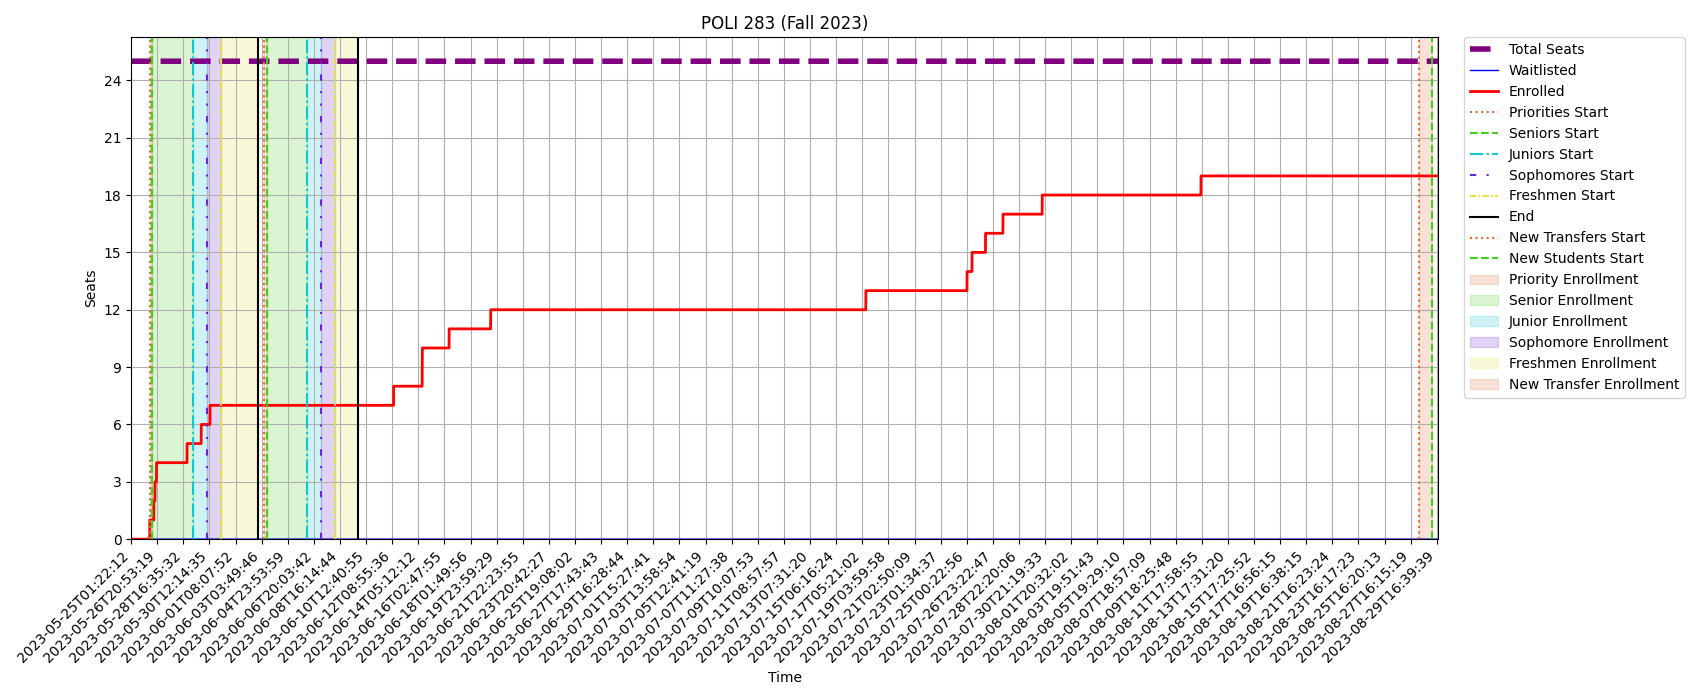 POLI 283 (Fall 2023)
Seats
24
21
18
15
12
9
6
3
0
2023-05-25T01:22:12
2023-05-26T20:53:19
2023-05-28T16:35:32
2023-05-30T12:14:35
2023-06-01T08:07:52
2023-06-03T03:49:46
2023-06-04T23:53:59
2023-06-06T20:03:42
2023-06-08T16:14:44
2023-06-10T12:40:55
2023-06-12T08:55:36
2023-06-14T05:12:12
2023-06-16T02:47:55
2023-06-18T01:49:56
2023-06-19T23:59:29
2023-06-21T22:23:55
2023-06-23T20:42:27
2023-06-25T19:08:02
2023-06-27T17:43:43
2023-06-29T16:28:44
2023-07-01T15:27:41
2023-07-03T13:58:54
2023-07-05T12:41:19
2023-07-07T11:27:38
2023-07-09T10:07:53
2023-07-11T08:57:57
2023-07-13T07:31:20
2023-07-15T06:16:24
2023-07-17T05:21:02
2023-07-19T03:59:58
2023-07-21T02:50:09
2023-07-23T01:34:37
2023-07-25T00:22:56
2023-07-26T23:22:47
2023-07-28T22:20:06
2023-07-30T21:19:33
2023-08-01T20:32:02
2023-08-03T19:51:43
2023-08-05T19:29:10
2023-08-07T18:57:09
2023-08-09T18:25:48
2023-08-11T17:58:55
2023-08-13T17:31:20
2023-08-15T17:25:52
2023-08-17T16:56:15
2023-08-19T16:38:15
2023-08-21T16:23:24
2023-08-23T16:17:23
2023-08-25T16:20:13
2023-08-27T16:15:19
2023-08-29T16:39:39
Time
Total Seats
Waitlisted
Enrolled
Priorities Start
Seniors Start
Juniors Start
Sophomores Start
Freshmen Start
End
New Transfers Start
New Students Start
Priority Enrollment
Senior Enrollment
Junior Enrollment
Sophomore Enrollment
Freshmen Enrollment
New Transfer Enrollment